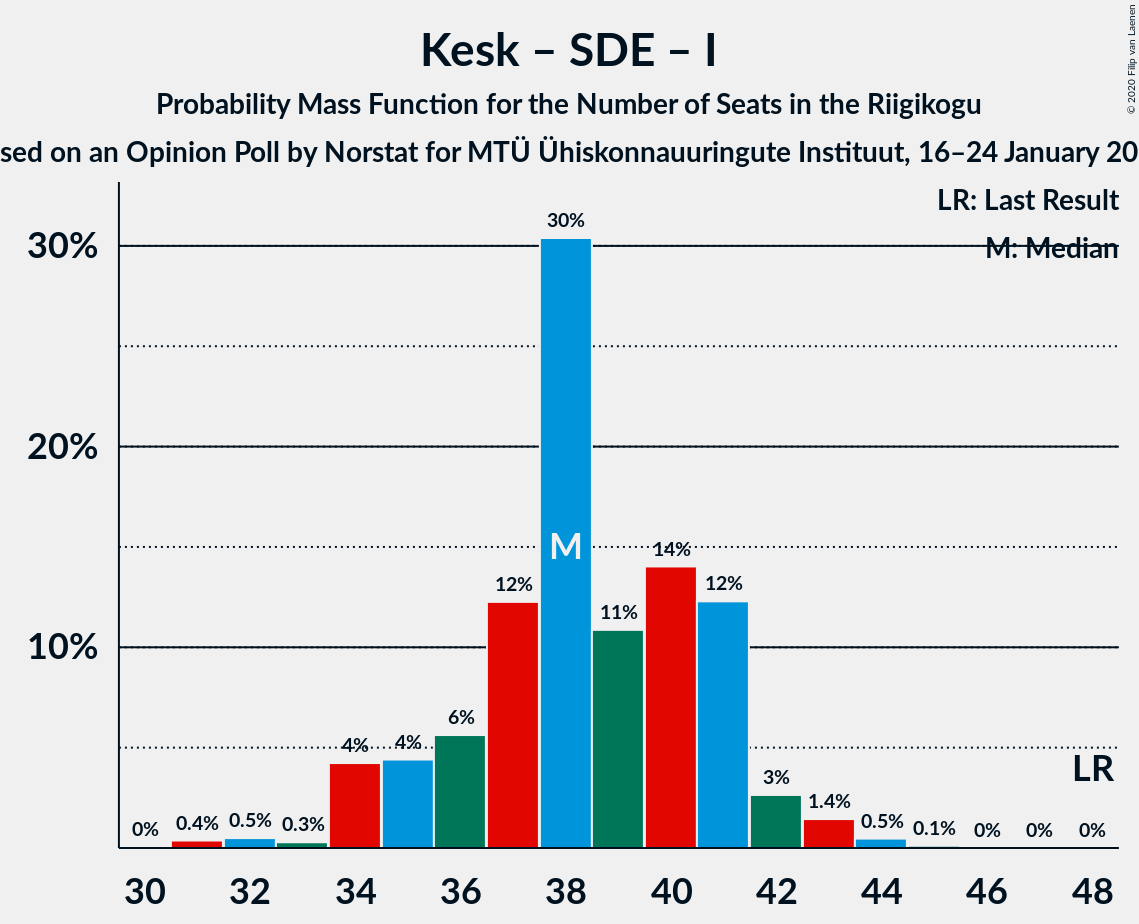 Kesk – SDE – I
Probability Mass Function for the Number of Seats in the Riigikogu
sed on an Opinion Poll by Norstat for MTÜ Ühiskonnauuringute Instituut, 16–24 January 20
© 2020 Filip van Laenen
LR: Last Result
M: Median
30%
20%
10%
0% 0.4% 0.5% 0.3% 4% 4% 6% 12% 30% 11% 14% 12% 3% 1.4% 0.5% 0.1% 0% 0% 0%
M
LR
30 32 34 36 38 40 42 44 46 48